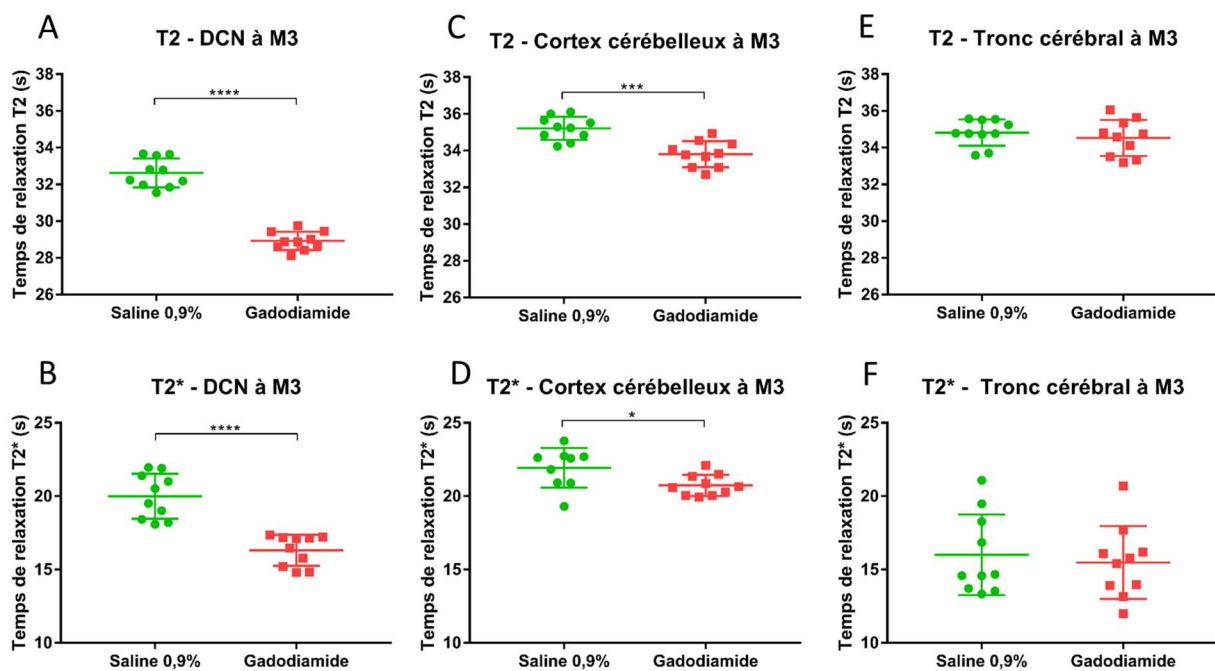 A
T2 - DCN à M3
Temps de relaxation T2 (s)
38
36
34
32
30
28
26
****
Saline 0,9%
Gadodiamide
C
T2 - Cortex cérébelleux à M3
Temps de relaxation T2 (s)
38
36
34
32
30
28
26
***
Saline 0,9%
Gadodiamide
E
T2 - Tronc cérébral à M3
Temps de relaxation T2 (s)
38
36
34
32
30
28
26
Saline 0,9%
Gadodiamide
B
T2* - DCN à M3
Temps de relaxation T2* (s)
25
20
15
10
****
Saline 0,9%
Gadodiamide
D
T2* - Cortex cérébelleux à M3
Temps de relaxation T2* (s)
25
20
15
10
*
Saline 0,9%
Gadodiamide
F
T2* - Tronc cérébral à M3
Temps de relaxation T2* (s)
25
20
15
10
Saline 0,9%
Gadodiamide